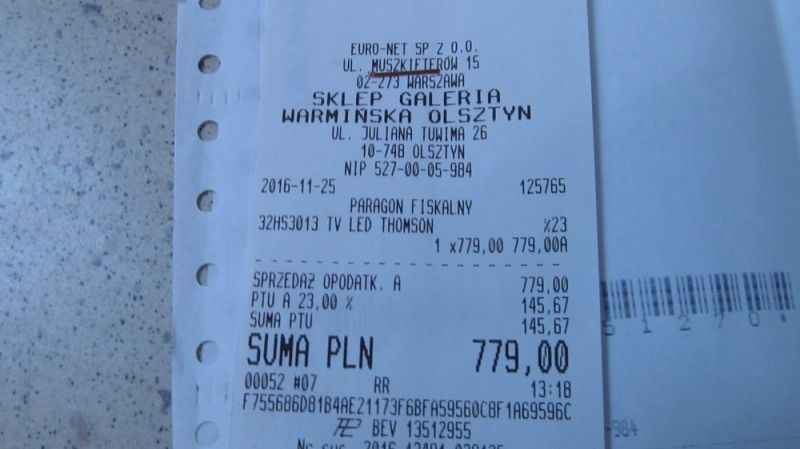 EURO-NET SP Z O.O.
UL. MUSZKIETERÓW 15
02-273 WARSZAWA
SKLEP GALERIA
WARMIŃSKA OLSZTYN
UL. JULIANA TUWIMA 26
10-748 OLSZTYN
NIP 527-00-05-984
2016-11-25 125765
PARAGON FISKALNY
32HS3013 TV LED THOMSON %23
1 x779,00 779,00A
SPRZEDAŻ OPODATK. A 779,00
PTU A 23,00 % 145,67
SUMA PTU 145,67
SUMA PLN 779,00
00052 #07 RR 13:18
F755686D81B4AE21173F6BFA59560C8F1A69596C
BEV 13512955
51270.
-984